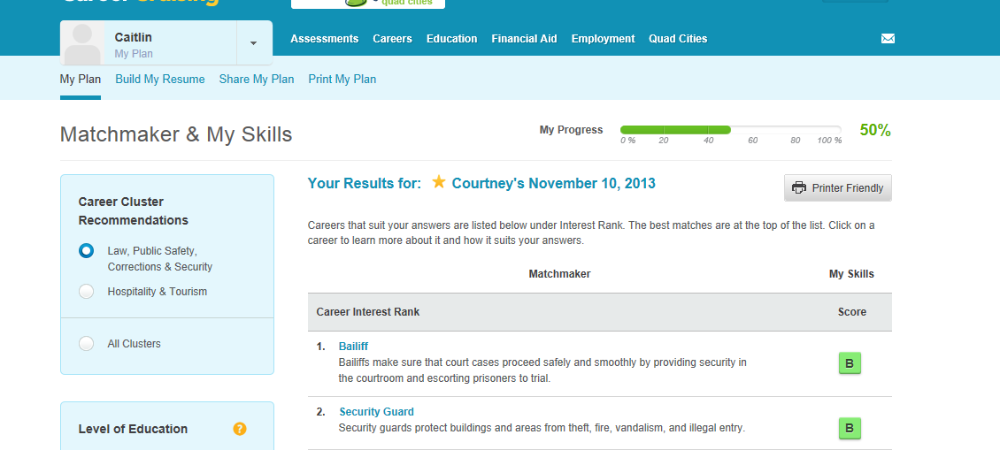 Career Cruising
quad cities
Caitlin
My Plan
Assessments Careers Education Financial Aid Employment Quad Cities
My Plan Build My Resume Share My Plan Print My Plan
Matchmaker & My Skills
My Progress
0 % 20 40 60 80 100 %
50%
Career Cluster
Recommendations
Law, Public Safety,
Corrections & Security
Hospitality & Tourism
All Clusters
Level of Education ?
Your Results for: Courtney's November 10, 2013
Printer Friendly
Careers that suit your answers are listed below under Interest Rank. The best matches are at the top of the list. Click on a
career to learn more about it and how it suits your answers.
Matchmaker My Skills
Career Interest Rank Score
1. Bailiff
Bailiffs make sure that court cases proceed safely and smoothly by providing security in
the courtroom and escorting prisoners to trial.
B
2. Security Guard
Security guards protect buildings and areas from theft, fire, vandalism, and illegal entry.
B